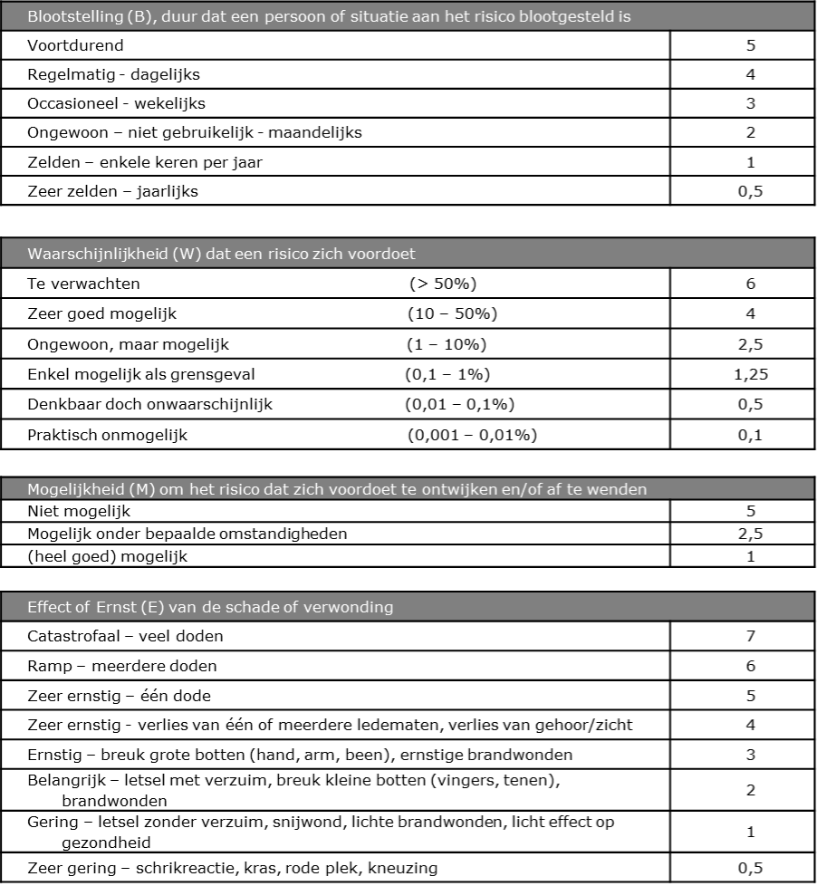 Blootstelling (B), duur dat een persoon of situatie aan het risico blootgesteld is
Voortdurend 5
Regelmatig - dagelijks 4
Occasioneel - wekelijks 3
Ongewoon – niet gebruikelijk - maandelijks 2
Zelden – enkele keren per jaar 1
Zeer zelden – jaarlijks 0,5
Waarschijnlijkheid (W) dat een risico zich voordoet
Te verwachten (> 50%) 6
Zeer goed mogelijk (10 – 50%) 4
Ongewoon, maar mogelijk (1 – 10%) 2,5
Enkel mogelijk als grensgeval (0,1 – 1%) 1,25
Denkbaar doch onwaarschijnlijk (0,01 – 0,1%) 0,5
Praktisch onmogelijk (0,001 – 0,01%) 0,1
Mogelijkheid (M) om het risico dat zich voordoet te ontwijken en/of af te wenden
Niet mogelijk 5
Mogelijk onder bepaalde omstandigheden 2,5
(heel goed) mogelijk 1
Effect of Ernst (E) van de schade of verwonding
Catastrofaal – veel doden 7
Ramp – meerdere doden 6
Zeer ernstig – één dode 5
Zeer ernstig - verlies van één of meerdere ledematen, verlies van gehoor/zicht 4
Ernstig – breuk grote botten (hand, arm, been), ernstige brandwonden 3
Belangrijk – letsel met verzuim, breuk kleine botten (vingers, tenen),
brandwonden 2
Gering – letsel zonder verzuim, snijwond, lichte brandwonden, licht effect op
gezondheid 1
Zeer gering – schrikreactie, kras, rode plek, kneuzing 0,5